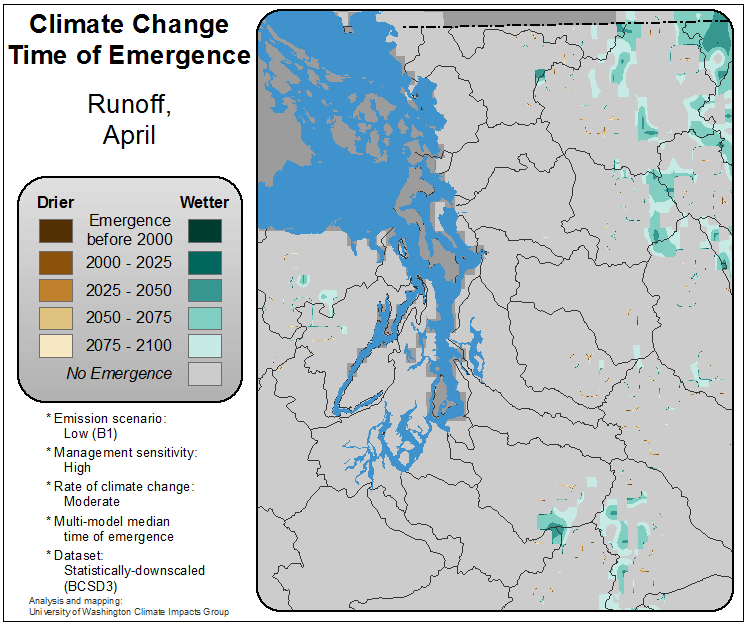 Climate Change
Time of Emergence
Runoff,
April
Drier Wetter
Emergence
before 2000
2000 - 2025
2025 - 2050
2050 - 2075
2075 - 2100
No Emergence
* Emission scenario:
Low (B1)
* Management sensitivity:
High
* Rate of climate change:
Moderate
* Multi-model median
time of emergence
* Dataset:
Statistically-downscaled
(BCSD3)
Analysis and mapping:
University of Washington Climate Impacts Group